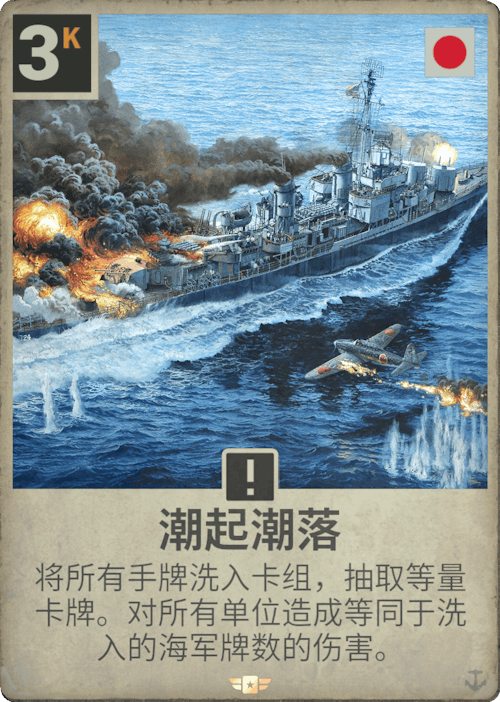 3K
!
潮起潮落
将所有手牌洗入卡组，抽取等量
卡牌。对所有单位造成等同于洗
入的海军牌数的伤害。